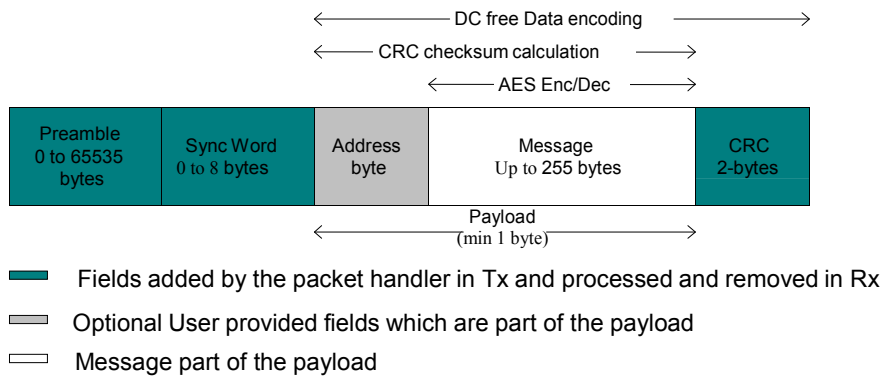 DC free Data encoding
CRC checksum calculation
AES Enc/Dec
Preamble
0 to 65535
bytes
Sync Word
0 to 8 bytes
Address
byte
Message
Up to 255 bytes
CRC
2-bytes
Payload
(min 1 byte)
Fields added by the packet handler in Tx and processed and removed in Rx
Optional User provided fields which are part of the payload
Message part of the payload